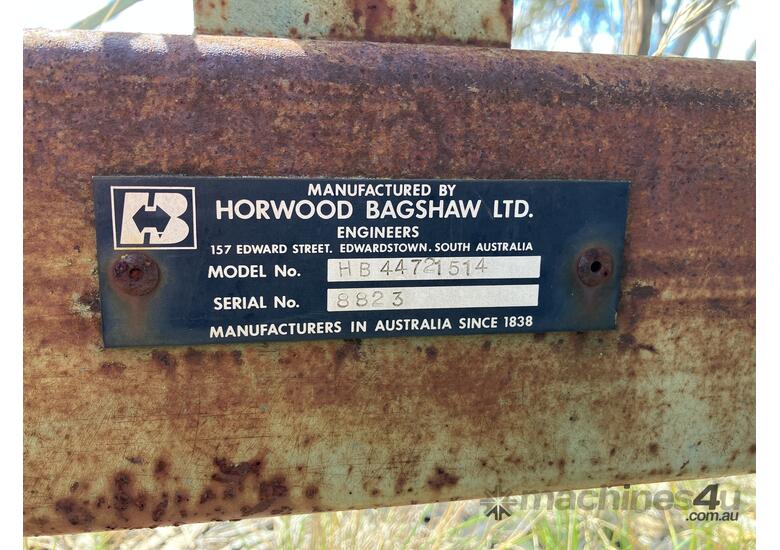 HB
MANUFACTURED BY
HORWOOD BAGSHAW LTD.
ENGINEERS
157 EDWARD STREET. EDWARDSTOWN. SOUTH AUSTRALIA
MODEL No. HB 44721514
SERIAL No. 8823
MANUFACTURERS IN AUSTRALIA SINCE 1838
machines4u
.com.au